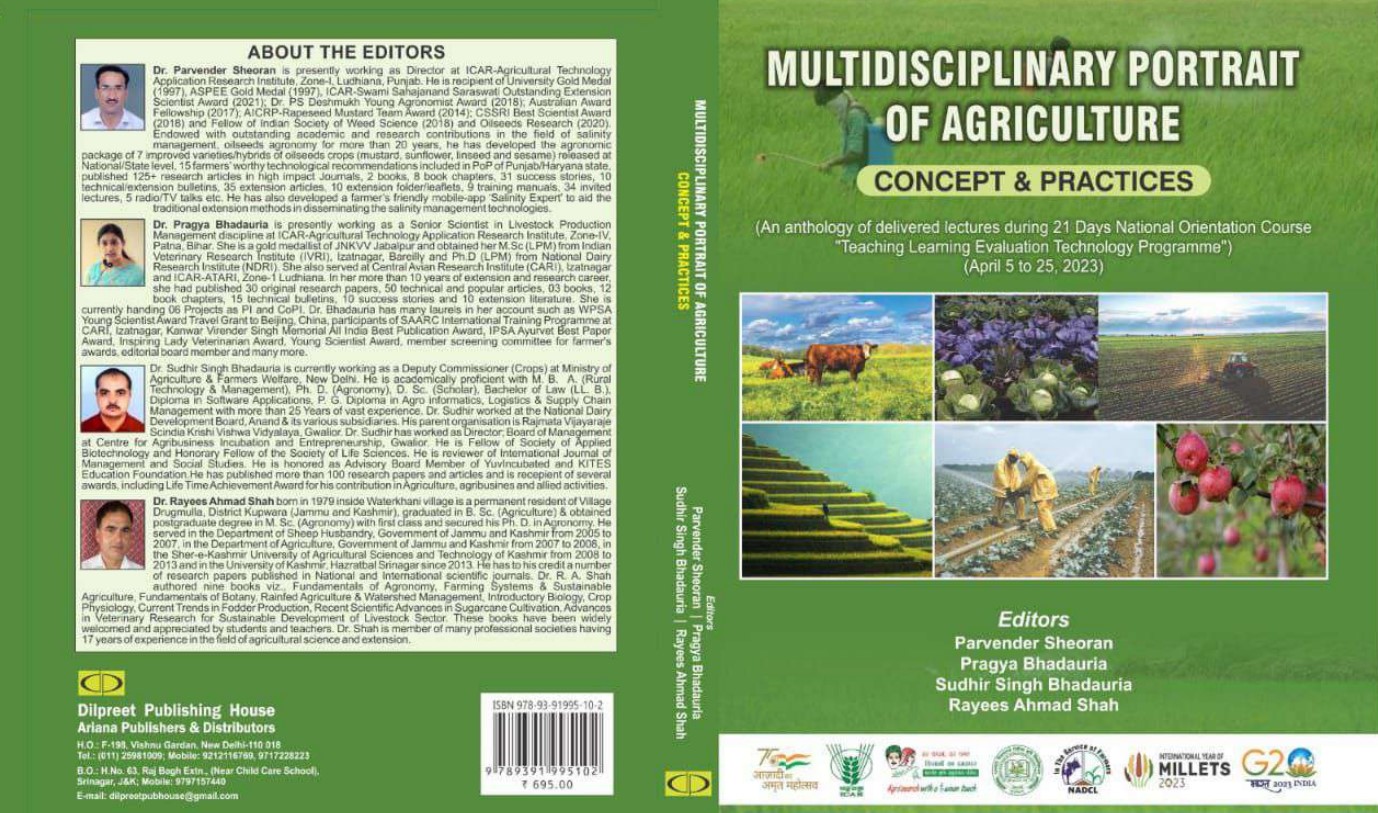 ABOUT THE EDITORS
Dr. Parvender Sheoran is presently working as Director at ICAR-Agricultural Technology
Application Research Institute, Zone-I, Ludhiana, Punjab. He is recipient of University Gold Medal
(1997), ASPEE Gold Medal (1997), ICAR-Swami Sahajanand Saraswati Outstanding Extension
Scientist Award (2021); Dr. PS Deshmukh Young Agronomist Award (2018); Australian Award
Fellowship (2017); AICRP-Rapeseed Mustard Team Award (2014); CSSRI Best Scientist Award
(2018) and Fellow of Indian Society of Weed Science (2018) and Oilseeds Research (2020).
Endowed with outstanding academic and research contributions in the field of salinity
management, oilseeds agronomy for more than 20 years, he has developed the agronomic
package of 7 improved varieties/hybrids of oilseeds crops (mustard, sunflower, linseed and sesame) released at
National/State level, 15 farmers' worthy technological recommendations included in PoP of Punjab/Haryana state,
published 125+ research articles in high impact Journals, 2 books, 8 book chapters, 31 success stories, 10
technical/extension bulletins, 35 extension articles, 10 extension folder/leaflets, 9 training manuals, 34 invited
lectures, 5 radio/TV talks etc. He has also developed a farmer's friendly mobile-app 'Salinity Expert' to aid the
traditional extension methods in disseminating the salinity management technologies.
Dr. Pragya Bhadauria is presently working as a Senior Scientist in Livestock Production
Management discipline at ICAR-Agricultural Technology Application Research Institute, Zone-IV,
Patna, Bihar. She is a gold medallist of JNKVV Jabalpur and obtained her M.Sc (LPM) from Indian
Veterinary Research Institute (IVRI), Izatnagar, Bareilly and Ph.D (LPM) from National Dairy
Research Institute (NDRI). She also served at Central Avian Research Institute (CARI), Izatnagar
and ICAR-ATARI, Zone-1 Ludhiana. In her more than 10 years of extension and research career,
she had published 30 original research papers, 50 technical and popular articles, 03 books, 12
book chapters, 15 technical bulletins, 10 success stories and 10 extension literature. She is
currently handing 06 Projects as PI and CoPI. Dr. Bhadauria has many laurels in her account such as WPSA
Young Scientist Award Travel Grant to Beijing, China, participants of SAARC International Training Programme at
CARI, Izatnagar, Kanwar Virender Singh Memorial All India Best Publication Award, IPSA Ayurvet Best Paper
Award, Inspiring Lady Veterinarian Award, Young Scientist Award, member screening committee for farmer's
awards, editorial board member and many more.
Dr. Sudhir Singh Bhadauria is currently working as a Deputy Commissioner (Crops) at Ministry of
Agriculture & Farmers Welfare, New Delhi. He is academically proficient with M. B. A. (Rural
Technology & Management), Ph. D. (Agronomy), D. Sc. (Scholar), Bachelor of Law (LL. B.),
Diploma in Software Applications, P. G. Diploma in Agro informatics, Logistics & Supply Chain
Management with more than 25 Years of vast experience. Dr. Sudhir worked at the National Dairy
Development Board, Anand & its various subsidiaries. His parent organisation is Rajmata Vijayaraje
Scindia Krishi Vishwa Vidyalaya, Gwalior. Dr. Sudhir has worked as Director, Board of Management
at Centre for Agribusiness Incubation and Entrepreneurship, Gwalior. He is Fellow of Society of Applied
Biotechnology and Honorary Fellow of the Society of Life Sciences. He is reviewer of International Journal of
Management and Social Studies. He is honored as Advisory Board Member of YuvIncubated and KITES
Education Foundation.He has published more than 100 research papers and articles and is recepient of several
awards, including Life Time Achievement Award for his contribution in Agriculture, agribusines and allied activities.
Dr. Rayees Ahmad Shah born in 1979 inside Waterkhani village is a permanent resident of Village
Drugmulla, District Kupwara (Jammu and Kashmir), graduated in B. Sc. (Agriculture) & obtained
postgraduate degree in M. Sc. (Agronomy) with first class and secured his Ph. D. in Agronomy. He
served in the Department of Sheep Husbandry, Government of Jammu and Kashmir from 2005 to
2007, in the Department of Agriculture, Government of Jammu and Kashmir from 2007 to 2008, in
the Sher-e-Kashmir University of Agricultural Sciences and Technology of Kashmir from 2008 to
2013 and in the University of Kashmir, Hazratbal Srinagar since 2013. He has to his credit a number
of research papers published in National and International scientific journals. Dr. R. A. Shah
authored nine books viz., Fundamentals of Agronomy, Farming Systems & Sustainable
Agriculture, Fundamentals of Botany, Rainfed Agriculture & Watershed Management, Introductory Biology, Crop
Physiology, Current Trends in Fodder Production, Recent Scientific Advances in Sugarcane Cultivation, Advances
in Veterinary Research for Sustainable Development of Livestock Sector. These books have been widely
welcomed and appreciated by students and teachers. Dr. Shah is member of many professional societies having
17 years of experience in the field of agricultural science and extension.
Dilpreet Publishing House
Ariana Publishers & Distributors
H.O.: F-198, Vishnu Gardan, New Delhi-110 018
Tel.: (011) 25981009; Mobile: 9212116769, 9717228223
B.O.: H.No. 63, Raj Bagh Extn., (Near Child Care School),
Srinagar, J&K; Mobile: 9797157440
E-mail: dilpreetpubhouse@gmail.com
ISBN 978-93-91995-10-2
9 789391 995102
₹ 695.00
MULTIDISCIPLINARY PORTRAIT OF AGRICULTURE
CONCEPT & PRACTICES
Editors
Parvender Sheoran | Pragya Bhadauria
Sudhir Singh Bhadauria | Rayees Ahmad Shah
MULTIDISCIPLINARY PORTRAIT
OF AGRICULTURE
CONCEPT & PRACTICES
(An anthology of delivered lectures during 21 Days National Orientation Course
"Teaching Learning Evaluation Technology Programme")
(April 5 to 25, 2023)
Editors
Parvender Sheoran
Pragya Bhadauria
Sudhir Singh Bhadauria
Rayees Ahmad Shah
आज़ादी का
अमृत महोत्सव
ICAR
Agrisearch with a human touch
In The Service of Farmers
NADCL
INTERNATIONAL YEAR OF
MILLETS
2023
G20
भारत 2023 INDIA